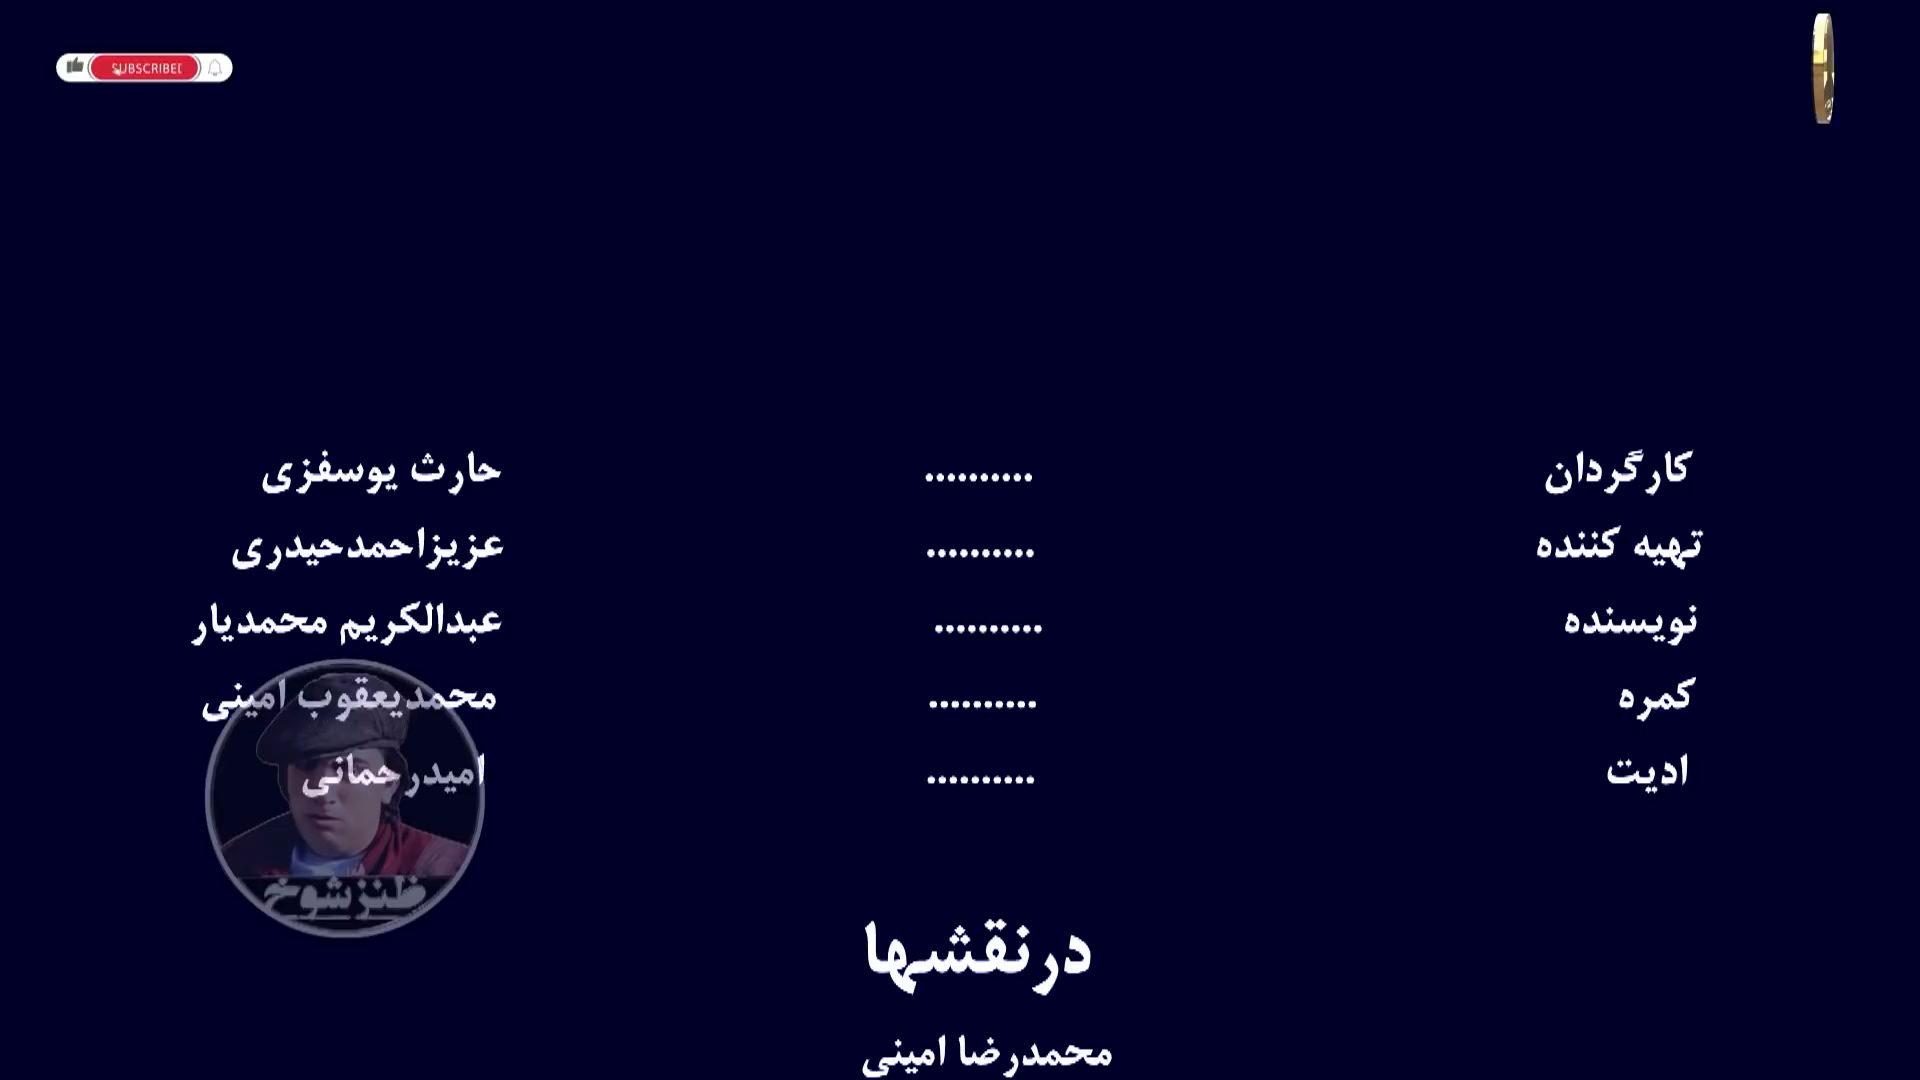 SUBSCRIBE
کارگردان .......... حارث یوسفزی
تهیه کننده .......... عزیزاحمدحیدری
نویسنده .......... عبدالکریم محمدیار
کمره .......... محمدیعقوب امینی
ادیت .......... امیدرحمانی
طنزشوخ
درنقشها
محمدرضا امینی